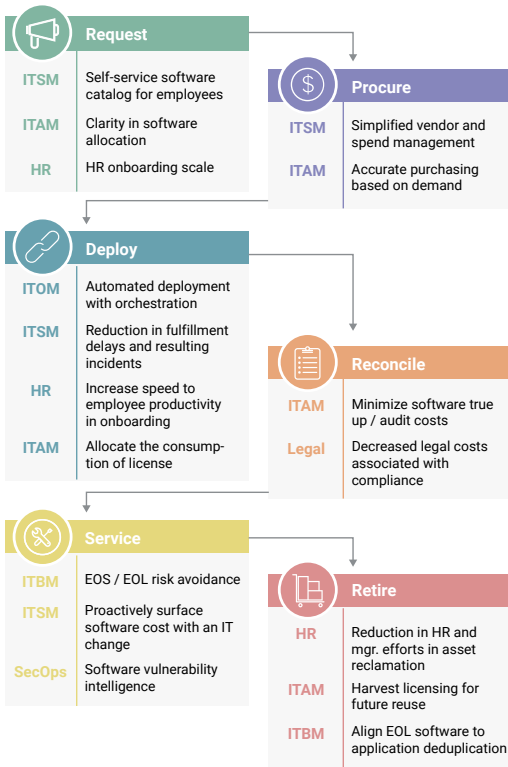 Request
ITSM
Self-service software
catalog for employees
ITAM
Clarity in software
allocation
HR
HR onboarding scale
$
Procure
ITSM
Simplified vendor and
spend management
ITAM
Accurate purchasing
based on demand
Deploy
ITOM
Automated deployment
with orchestration
ITSM
Reduction in fulfillment
delays and resulting
incidents
HR
Increase speed to
employee productivity
in onboarding
ITAM
Allocate the consump-
tion of license
Reconcile
ITAM
Minimize software true
up / audit costs
Legal
Decreased legal costs
associated with
compliance
Service
ITBM
EOS / EOL risk avoidance
ITSM
Proactively surface
software cost with an IT
change
SecOps
Software vulnerability
intelligence
Retire
HR
Reduction in HR and
mgr. efforts in asset
reclamation
ITAM
Harvest licensing for
future reuse
ITBM
Align EOL software to
application deduplication